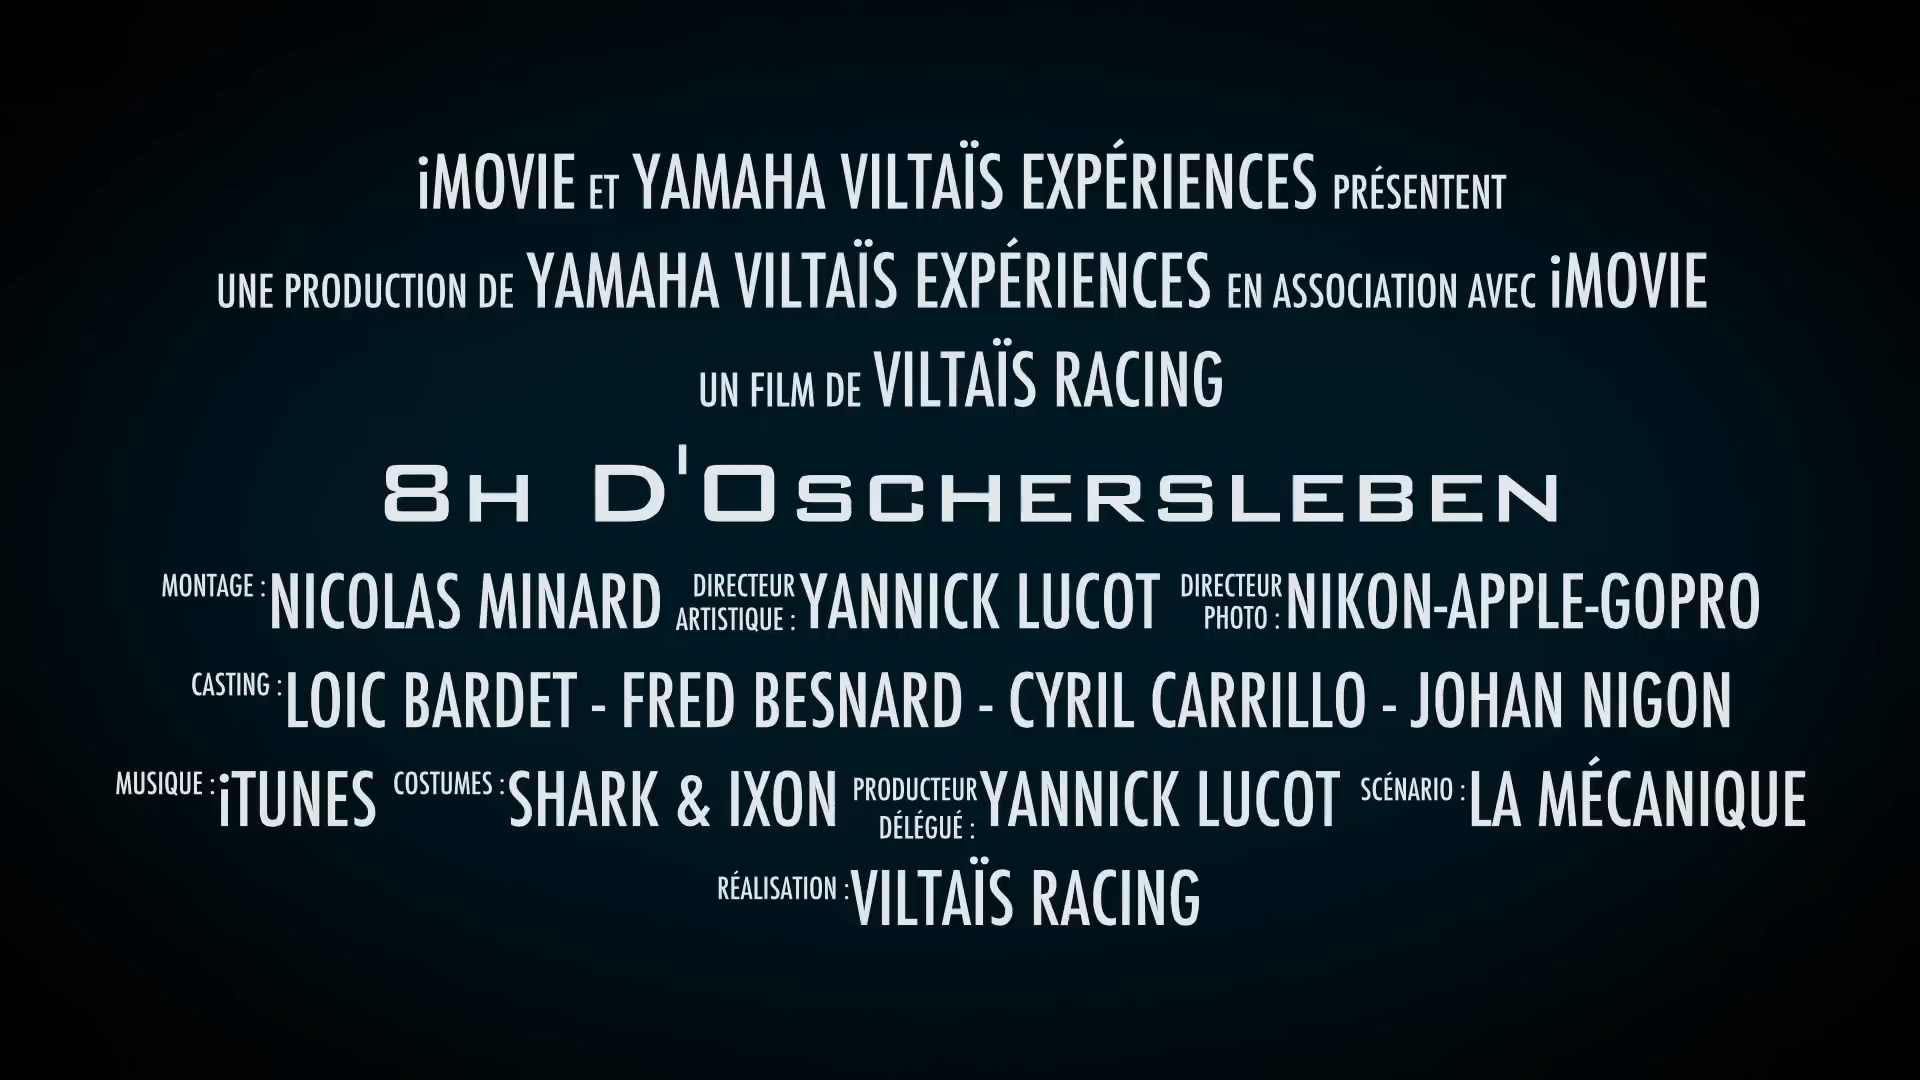 iMOVIE ET YAMAHA VILTAÏS EXPÉRIENCES PRÉSENTENT
UNE PRODUCTION DE YAMAHA VILTAÏS EXPÉRIENCES EN ASSOCIATION AVEC iMOVIE
UN FILM DE VILTAÏS RACING
8H D'OSCHERSLEBEN
MONTAGE : NICOLAS MINARD DIRECTEUR ARTISTIQUE : YANNICK LUCOT DIRECTEUR PHOTO : NIKON-APPLE-GOPRO
CASTING : LOIC BARDET - FRED BESNARD - CYRIL CARRILLO - JOHAN NIGON
MUSIQUE : iTUNES COSTUMES : SHARK & IXON PRODUCTEUR DÉLÉGUÉ : YANNICK LUCOT SCÉNARIO : LA MÉCANIQUE
RÉALISATION : VILTAÏS RACING